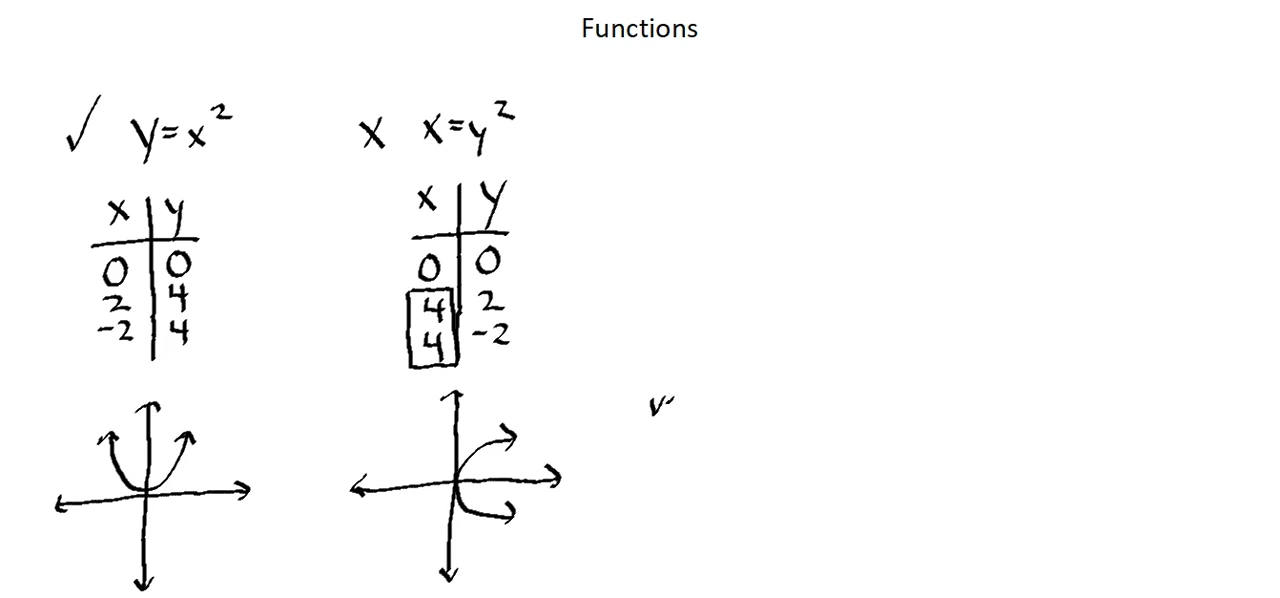 Functions
✓ y=x²
x y
0 0
2 4
-2 4
X x=y²
x y
0 0
4 2
4 -2